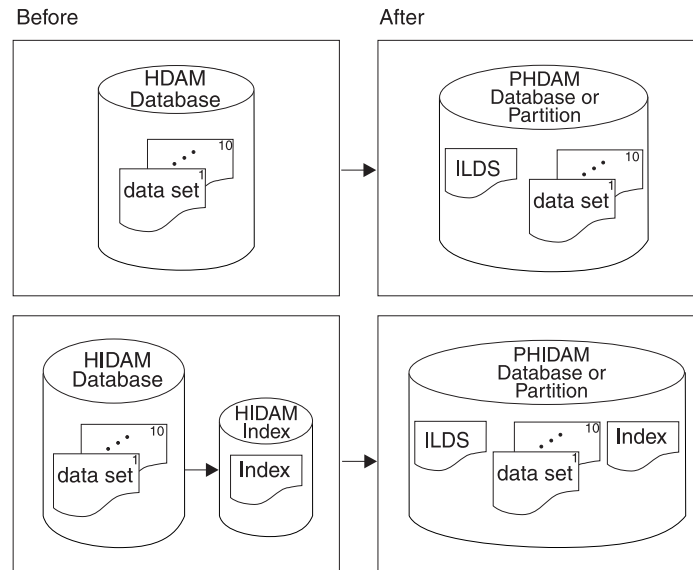 Before
After
HDAM
Database
10
1
data set
PHDAM
Database or
Partition
ILDS
10
1
data set
HIDAM
Database
10
1
data set
HIDAM
Index
Index
PHIDAM
Database or
Partition
ILDS
10
1
data set
Index